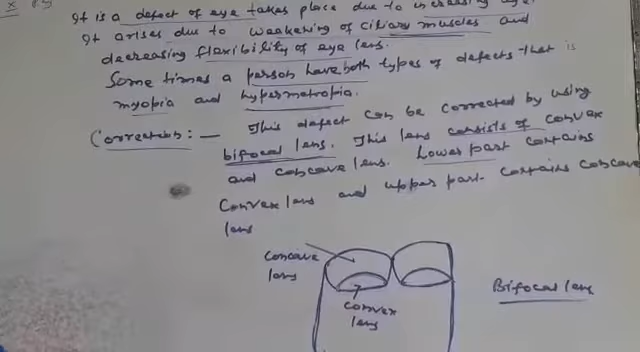 It is a defect of eye takes place due to increasing age.
It arises due to weakening of ciliary muscles and
decreasing flexibility of eye lens.
Some times a person have both types of defects that is
myopia and hypermetropia.
Correction: — This defect can be corrected by using
bifocal lens. This lens consists of convex
and concave lens. Lower part contains
convex lens and upper part contains concave
lens
concave
lens
convex
lens
Bifocal lens